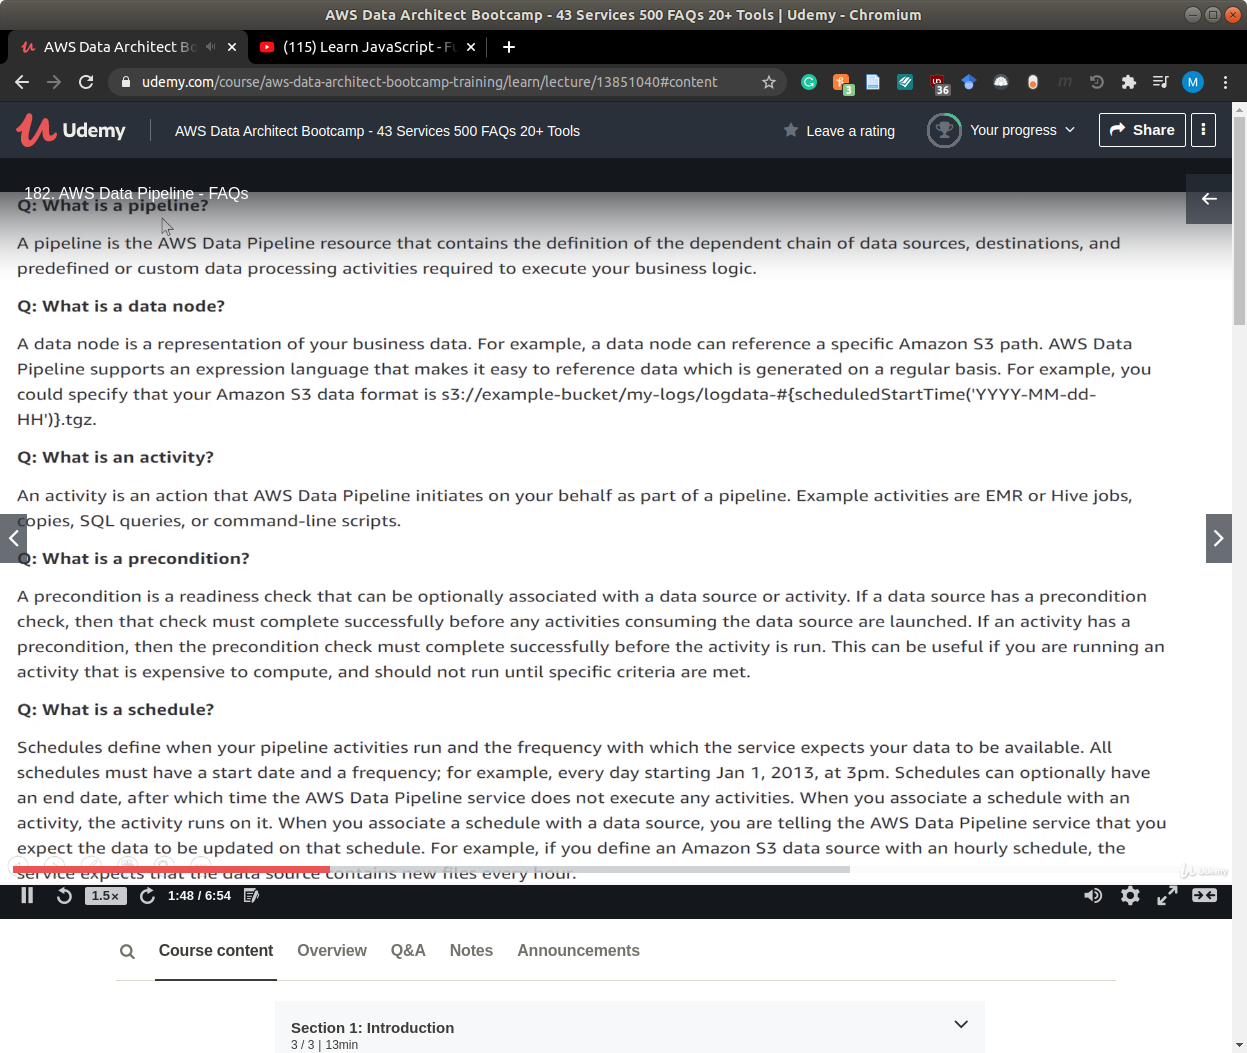 AWS Data Architect Bootcamp - 43 Services 500 FAQs 20+ Tools | Udemy - Chromium
AWS Data Architect Bo
(115) Learn JavaScript - Fu
udemy.com/course/aws-data-architect-bootcamp-training/learn/lecture/13851040#content
3
36
m
M
Udemy
AWS Data Architect Bootcamp - 43 Services 500 FAQs 20+ Tools
Leave a rating
Your progress
Share
182. AWS Data Pipeline - FAQs
Q: What is a pipeline?
A pipeline is the AWS Data Pipeline resource that contains the definition of the dependent chain of data sources, destinations, and
predefined or custom data processing activities required to execute your business logic.
Q: What is a data node?
A data node is a representation of your business data. For example, a data node can reference a specific Amazon S3 path. AWS Data
Pipeline supports an expression language that makes it easy to reference data which is generated on a regular basis. For example, you
could specify that your Amazon S3 data format is s3://example-bucket/my-logs/logdata-#{scheduledStartTime('YYYY-MM-dd-
HH')}.tgz.
Q: What is an activity?
An activity is an action that AWS Data Pipeline initiates on your behalf as part of a pipeline. Example activities are EMR or Hive jobs,
copies, SQL queries, or command-line scripts.
Q: What is a precondition?
A precondition is a readiness check that can be optionally associated with a data source or activity. If a data source has a precondition
check, then that check must complete successfully before any activities consuming the data source are launched. If an activity has a
precondition, then the precondition check must complete successfully before the activity is run. This can be useful if you are running an
activity that is expensive to compute, and should not run until specific criteria are met.
Q: What is a schedule?
Schedules define when your pipeline activities run and the frequency with which the service expects your data to be available. All
schedules must have a start date and a frequency; for example, every day starting Jan 1, 2013, at 3pm. Schedules can optionally have
an end date, after which time the AWS Data Pipeline service does not execute any activities. When you associate a schedule with an
activity, the activity runs on it. When you associate a schedule with a data source, you are telling the AWS Data Pipeline service that you
expect the data to be updated on that schedule. For example, if you define an Amazon S3 data source with an hourly schedule, the
service expects that the data source contains new files every hour.
Udemy
1.5x
1:48 / 6:54
Course content
Overview
Q&A
Notes
Announcements
Section 1: Introduction
3 / 3 | 13min